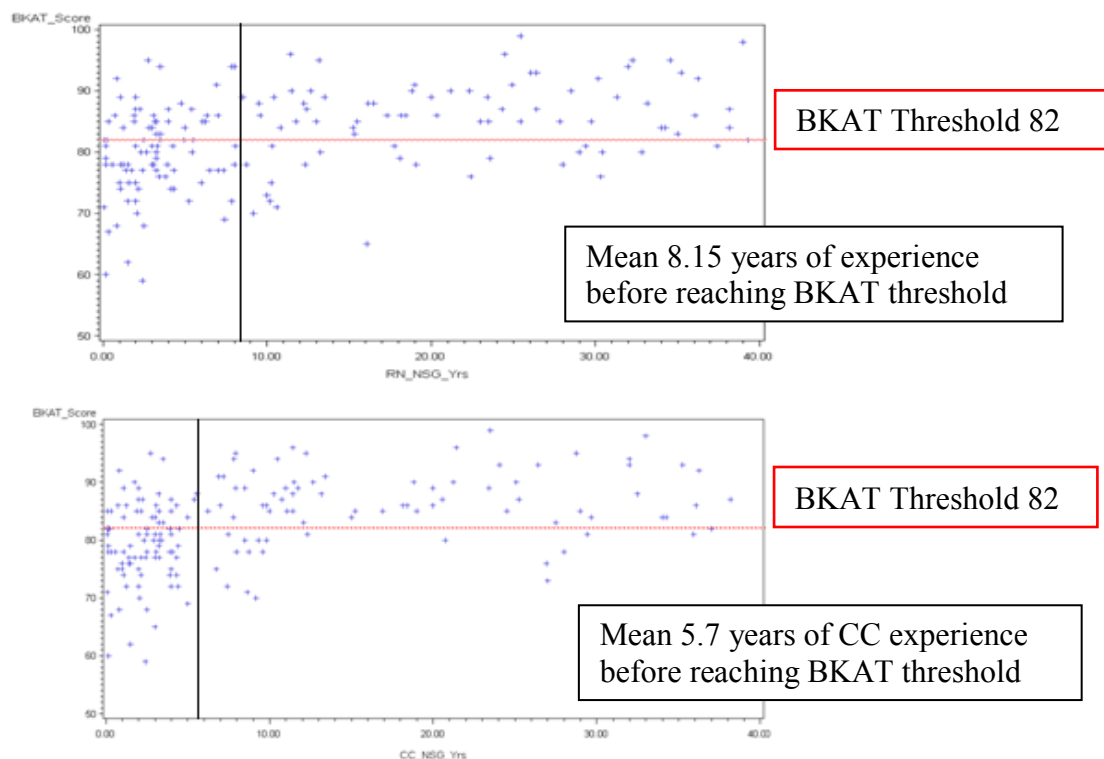 BKAT_Score
100
90
80
70
60
50
0.00 10.00 20.00 30.00 40.00
RN_NSG_Yrs
BKAT Threshold 82
Mean 8.15 years of experience
before reaching BKAT threshold
BKAT_Score
100
90
80
70
60
50
0.00 10.00 20.00 30.00 40.00
CC_NSG_Yrs
BKAT Threshold 82
Mean 5.7 years of CC experience
before reaching BKAT threshold